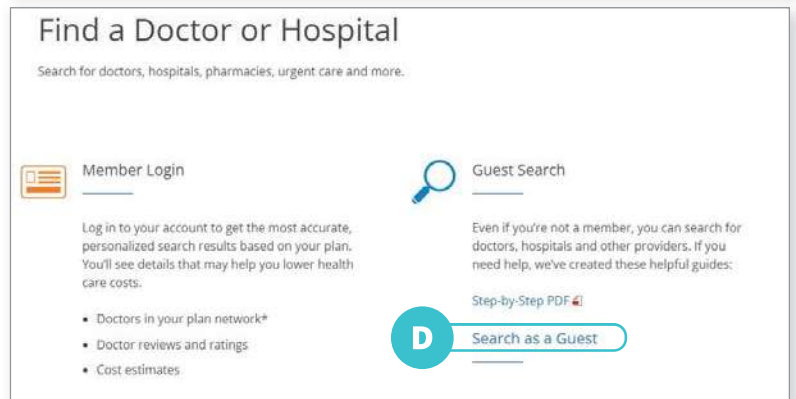 Find a Doctor or Hospital
Search for doctors, hospitals, pharmacies, urgent care and more.
Member Login
Log in to your account to get the most accurate,
personalized search results based on your plan.
You'll see details that may help you lower health
care costs.
▪ Doctors in your plan network*
▪ Doctor reviews and ratings
▪ Cost estimates
Guest Search
Even if you're not a member, you can search for
doctors, hospitals and other providers. If you
need help, we've created these helpful guides:
Step-by-Step PDF
D
Search as a Guest